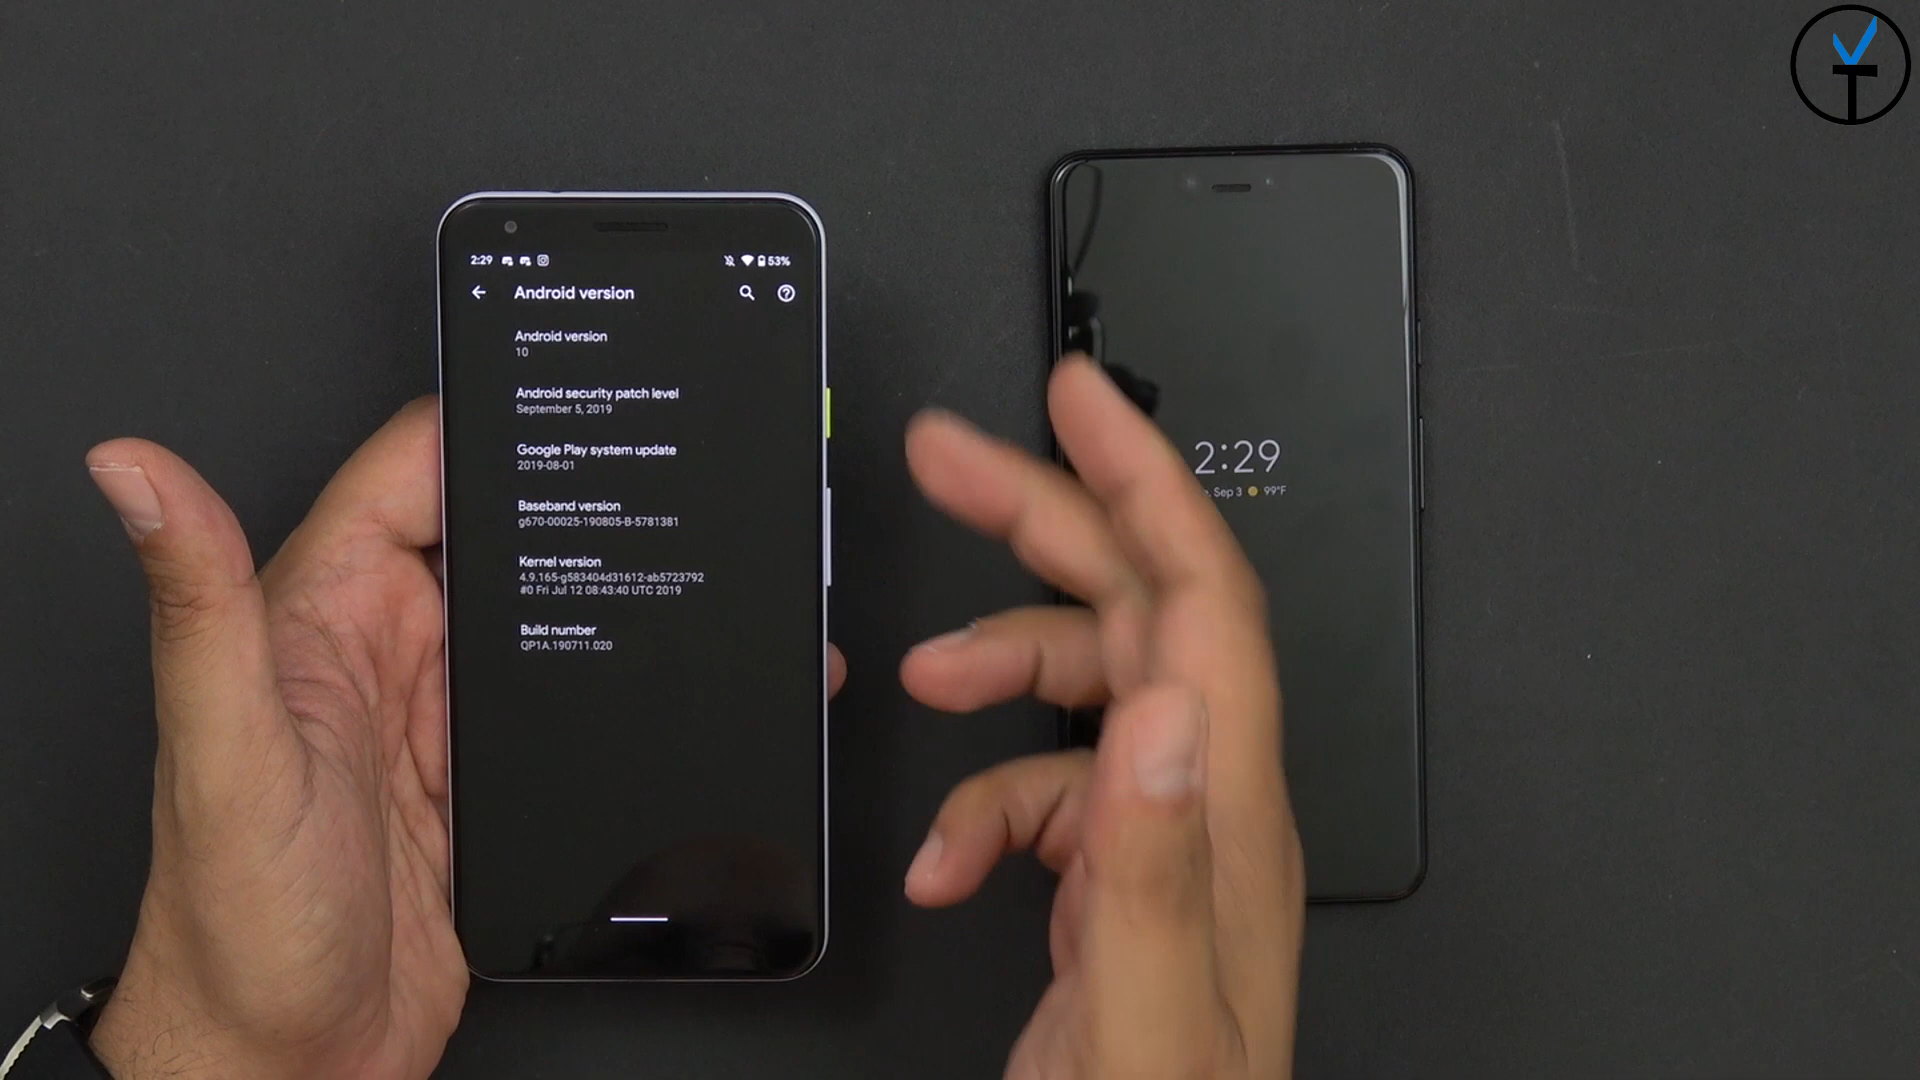 2:29
53%
Android version
Android version
10
Android security patch level
September 5, 2019
Google Play system update
2019-08-01
Baseband version
g670-00025-190805-B-5781381
Kernel version
4.9.165-g583404d31612-ab5723792
#0 Fri Jul 12 08:43:40 UTC 2019
Build number
QP1A.190711.020
2:29
Sep 3 99°F
VT